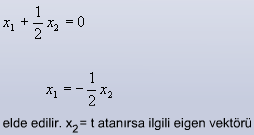 x₁ + 1/2 x₂ = 0
x₁ = -1/2 x₂
elde edilir. x₂= t atanırsa ilgili eigen vektörü